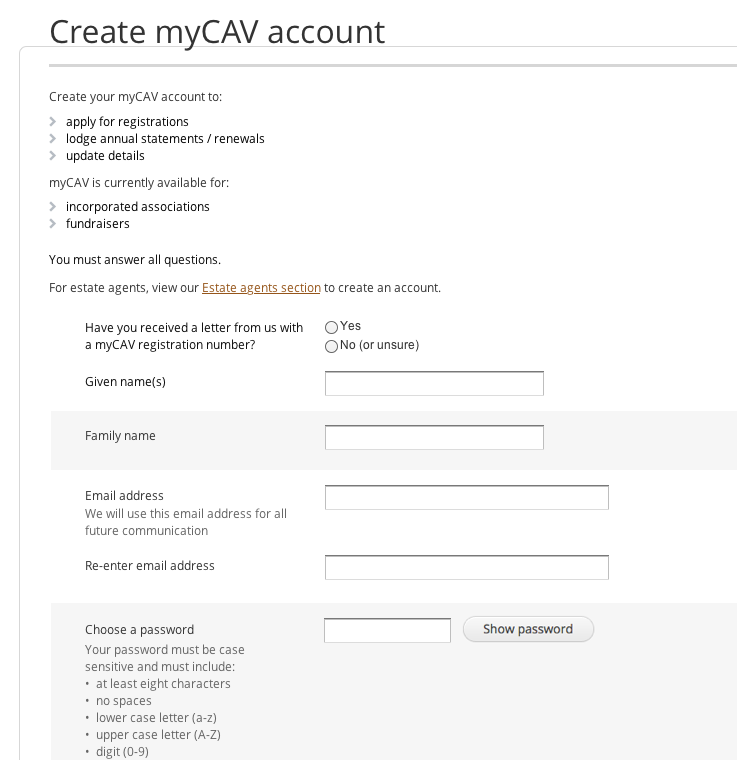 Create myCAV account
Create your myCAV account to:
apply for registrations
lodge annual statements / renewals
update details
myCAV is currently available for:
incorporated associations
fundraisers
You must answer all questions.
For estate agents, view our Estate agents section to create an account.
Have you received a letter from us with
a myCAV registration number?
Yes
No (or unsure)
Given name(s)
Family name
Email address
We will use this email address for all
future communication
Re-enter email address
Choose a password
Show password
Your password must be case
sensitive and must include:
• at least eight characters
• no spaces
• lower case letter (a-z)
• upper case letter (A-Z)
• digit (0-9)